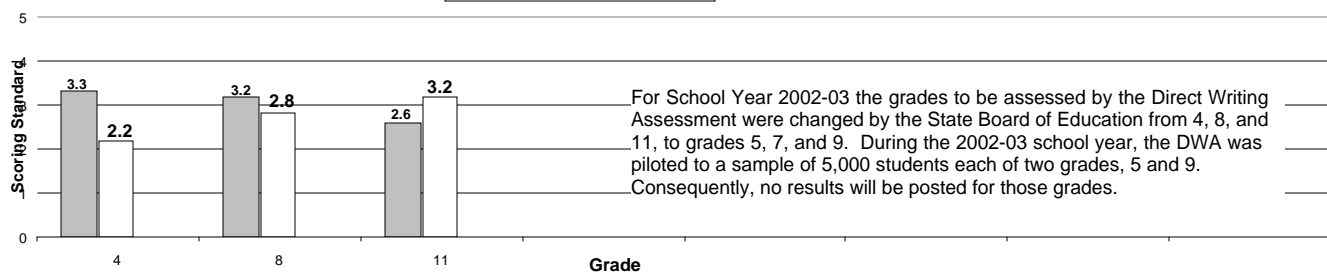 5
4
3
2
1
0
Scoring Standard
3.3
2.2
3.2
2.8
2.6
3.2
4
8
11
Grade
For School Year 2002-03 the grades to be assessed by the Direct Writing
Assessment were changed by the State Board of Education from 4, 8, and
11, to grades 5, 7, and 9. During the 2002-03 school year, the DWA was
piloted to a sample of 5,000 students each of two grades, 5 and 9.
Consequently, no results will be posted for those grades.